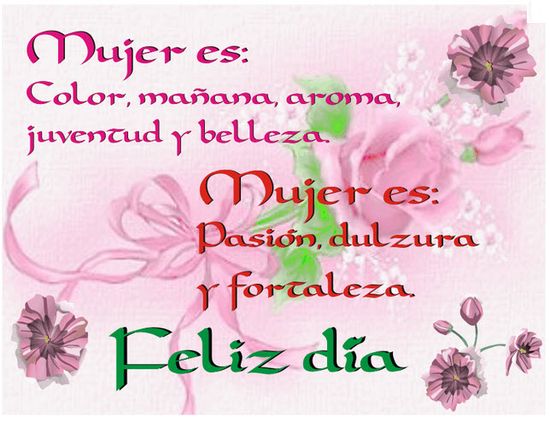 Mujer es:
Color, mañana, aroma,
juventud y belleza.
Mujer es:
Pasión, dulzura
y fortaleza.
Feliz día